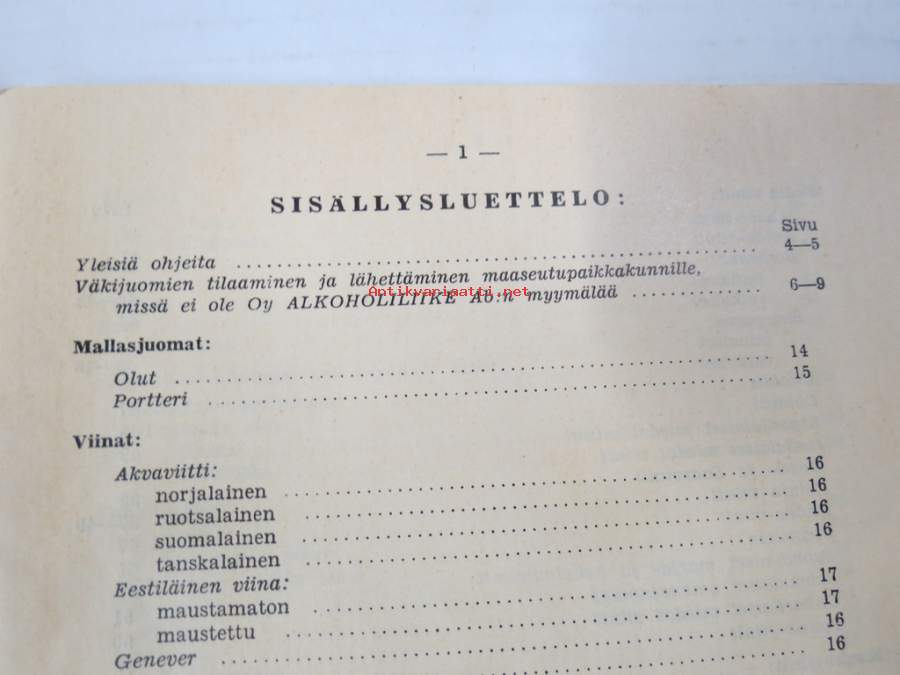 — 1 —
SISÄLLYSLUETTELO:
Sivu
Yleisiä ohjeita ........ 4—5
Väkijuomien tilaaminen ja lähettäminen maaseutupaikkakunnille,
missä ei ole Oy ALKOHOLILIIKE Ab:n myymälää ........ 6—9
Antikvariaatti.net
Mallasjuomat:
Olut ........ 14
Portteri ........ 15
Viinat:
Akvaviitti:
norjalainen ........ 16
ruotsalainen ........ 16
suomalainen ........ 16
tanskalainen ........ 16
Eestiläinen viina:
maustamaton ........ 17
maustettu ........ 17
Genever ........ 16
16